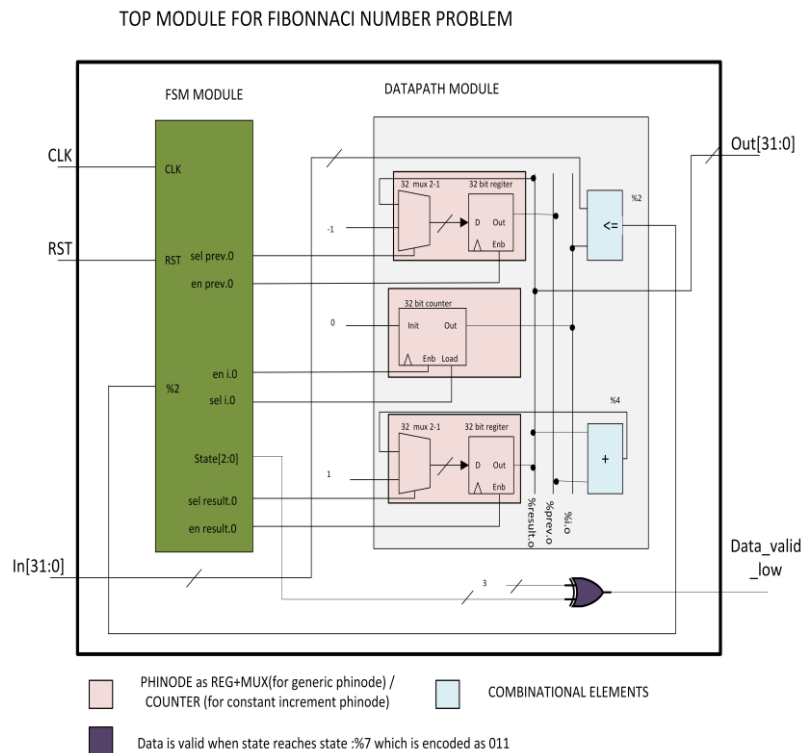 TOP MODULE FOR FIBONNACI NUMBER PROBLEM
FSM MODULE
DATAPATH MODULE
CLK
CLK
RST
RST
sel prev.0
en prev.0
en i.0
%2
sel i.0
State[2:0]
sel result.0
en result.0
In[31:0]
32 mux 2-1
32 bit regiter
-1
D
Out
Enb
32 bit counter
0
Init
Out
Enb
Load
32 mux 2-1
32 bit regiter
1
D
Out
Enb
%result.o
%prev.o
%i.o
<=
%2
%4
+
3
Out[31:0]
Data_valid
_low
PHINODE as REG+MUX(for generic phinode) /
COUNTER (for constant increment phinode)
COMBINATIONAL ELEMENTS
Data is valid when state reaches state :%7 which is encoded as 011